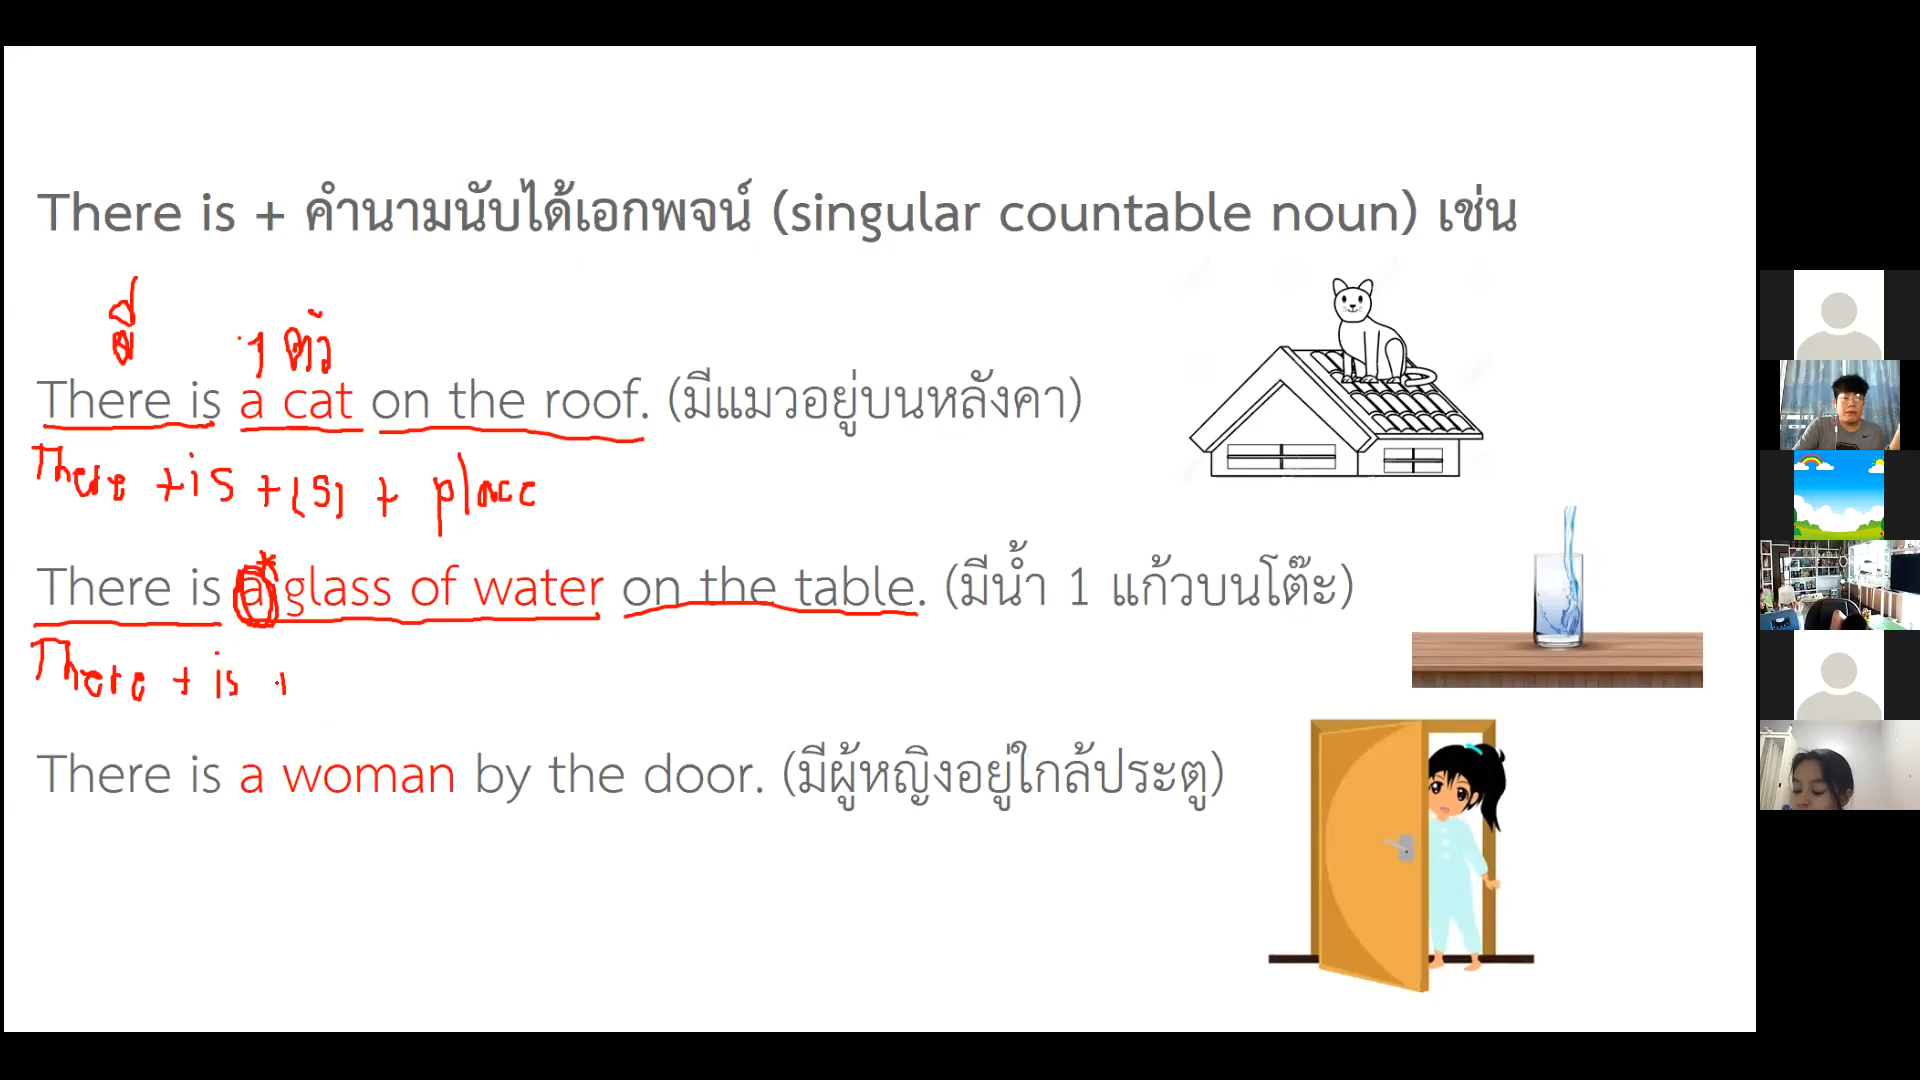 There is + คำนามนับได้เอกพจน์ (singular countable noun) เช่น
มี 1 ตัว
There is a cat on the roof. (มีแมวอยู่บนหลังคา)
There + is + (S) + place
There is a* glass of water on the table. (มีน้ำ 1 แก้วบนโต๊ะ)
There + is
There is a woman by the door. (มีผู้หญิงอยู่ใกล้ประตู)